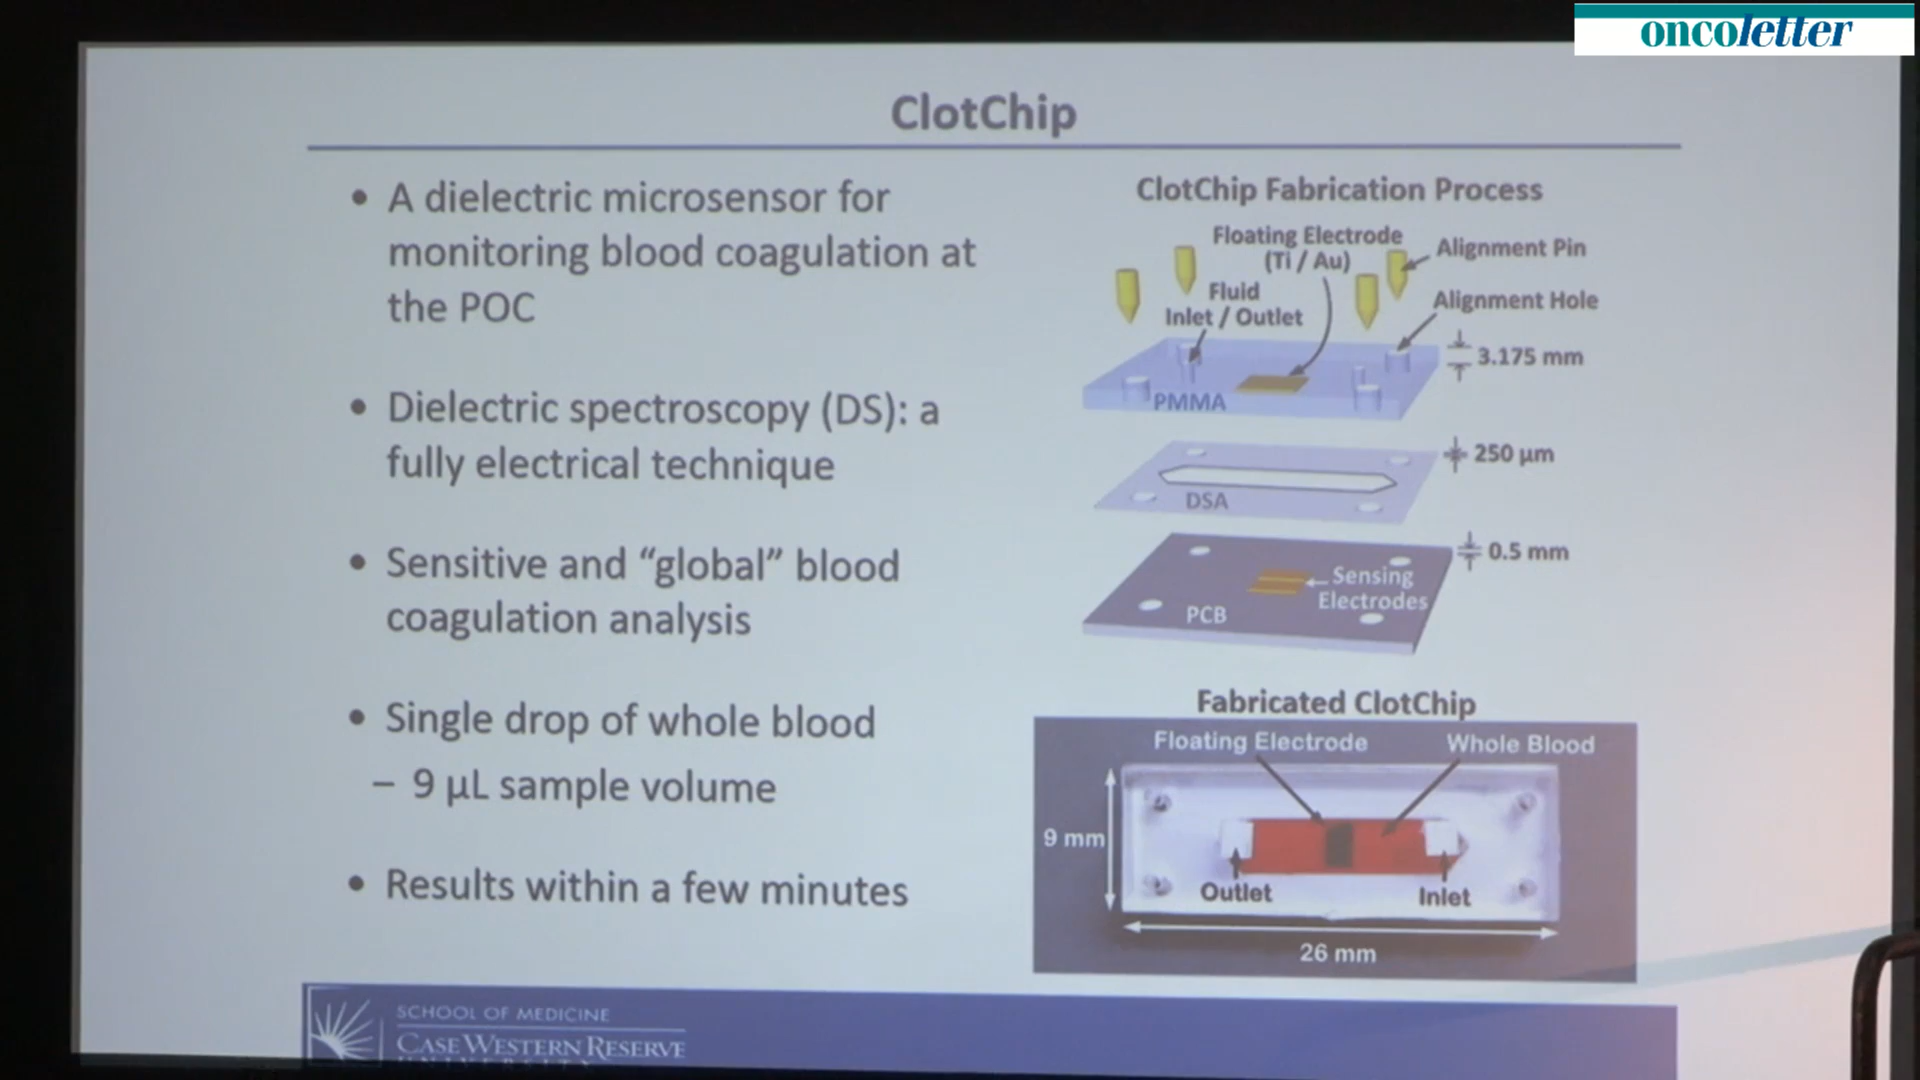 oncoletter
ClotChip
• A dielectric microsensor for
monitoring blood coagulation at
the POC
• Dielectric spectroscopy (DS): a
fully electrical technique
• Sensitive and “global” blood
coagulation analysis
• Single drop of whole blood
– 9 µL sample volume
• Results within a few minutes
ClotChip Fabrication Process
Floating Electrode
(Ti / Au)
Alignment Pin
Fluid
Inlet / Outlet
Alignment Hole
3.175 mm
PMMA
250 µm
DSA
0.5 mm
Sensing
Electrodes
PCB
Fabricated ClotChip
Floating Electrode
Whole Blood
9 mm
Outlet
Inlet
26 mm
SCHOOL OF MEDICINE
CASE WESTERN RESERVE